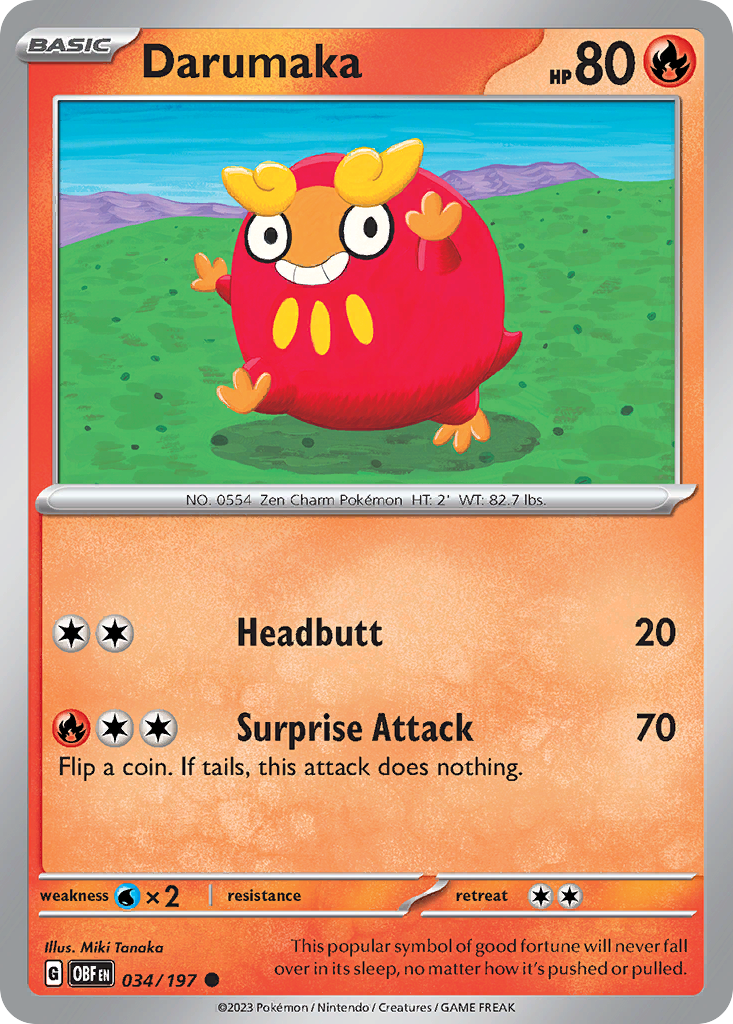 BASIC
Darumaka
HP 80
NO. 0554 Zen Charm Pokémon HT: 2' WT: 82.7 lbs.
Headbutt 20
Surprise Attack 70
Flip a coin. If tails, this attack does nothing.
weakness ×2 resistance retreat
Illus. Miki Tanaka
This popular symbol of good fortune will never fall
over in its sleep, no matter how it's pushed or pulled.
G OBF EN 034/197
©2023 Pokémon / Nintendo / Creatures / GAME FREAK